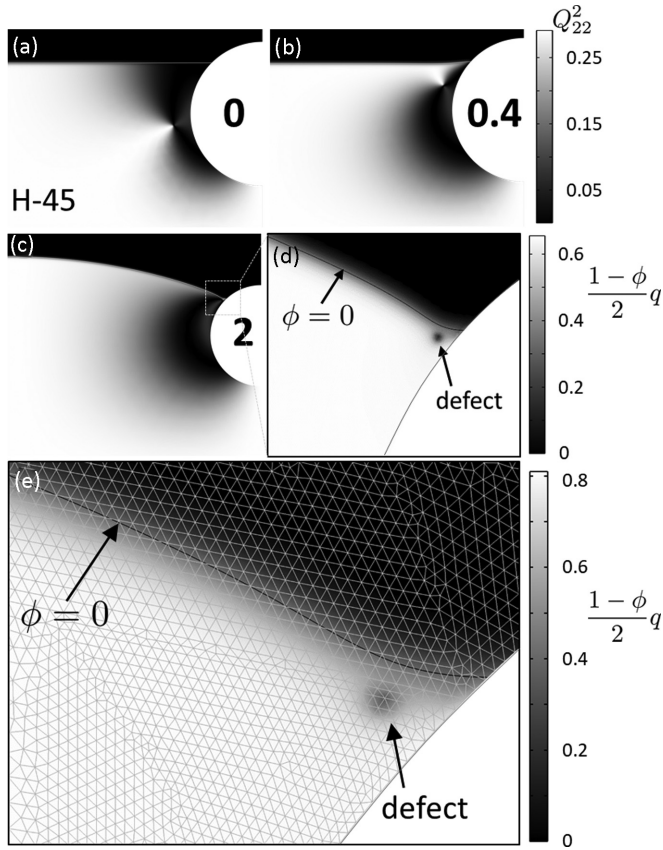 (a)
0
H-45
(b)
0.4
Q₂₂²
0.25
0.15
0.05
(c)
2
(d)
ϕ = 0
defect
0.6
0.4
0.2
0
1 − ϕ
2
q
(e)
ϕ = 0
defect
0.8
0.6
0.4
0.2
0
1 − ϕ
2
q